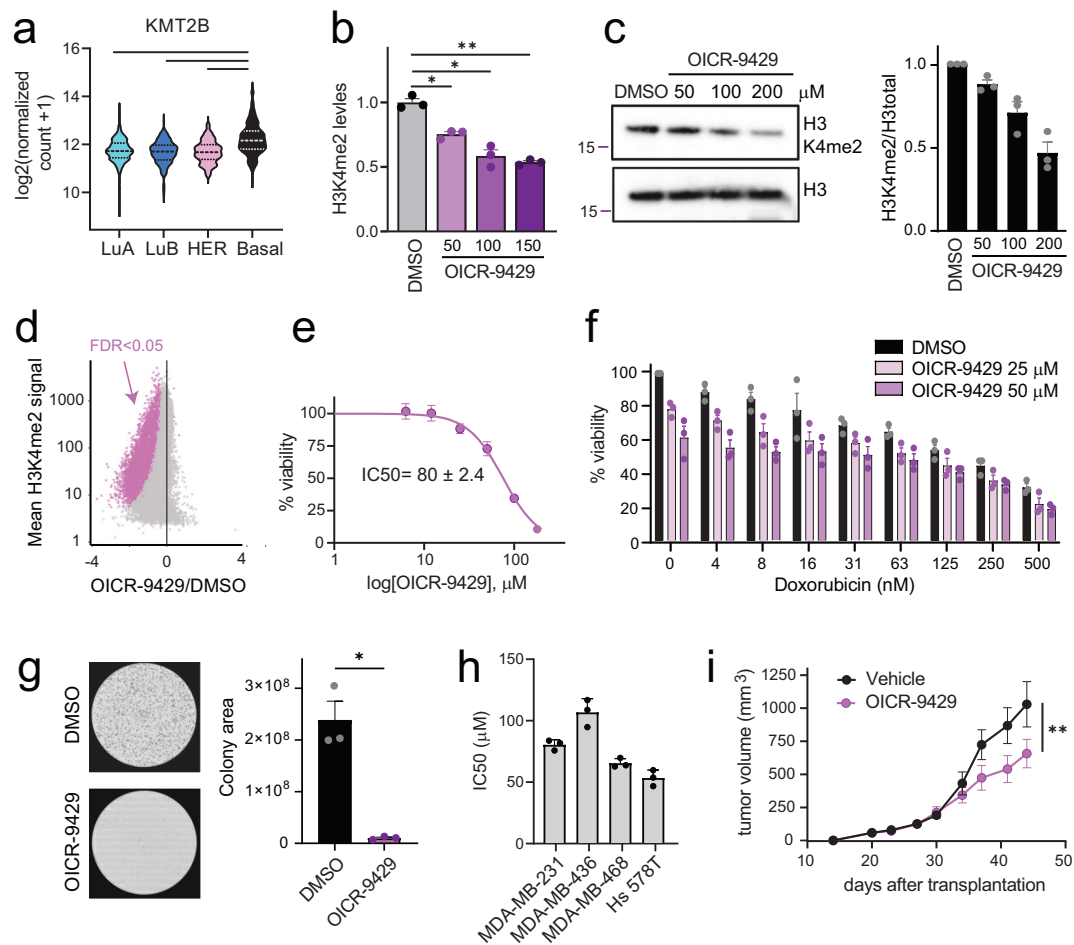 a
KMT2B
log2(normalized
count +1)
16
14
12
10
LuA LuB HER Basal
b
**
*
*
H3K4me2 levles
1.0
0.5
0.0
DMSO
50 100 150
OICR-9429
c
OICR-9429
DMSO 50 100 200 μM
H3
K4me2
15
H3
15
H3K4me2/H3total
1.0
0.5
0.0
DMSO
50 100 200
OICR-9429
d
FDR<0.05
Mean H3K4me2 signal
1000
100
10
1
-4 0 4
OICR-9429/DMSO
e
% viability
100
75
50
25
0
IC50= 80 ± 2.4
1 10 100
log[OICR-9429], μM
f
DMSO
OICR-9429 25 μM
OICR-9429 50 μM
% viability
100
80
60
40
20
0
0 4 8 16 31 63 125 250 500
Doxorubicin (nM)
g
DMSO
OICR-9429
*
Colony area
3×10⁸
2×10⁸
1×10⁸
0
DMSO
OICR-9429
h
IC50 (μM)
150
100
50
0
MDA-MB-231
MDA-MB-436
MDA-MB-468
Hs 578T
i
Vehicle
OICR-9429
**
tumor volume (mm³)
1250
1000
750
500
250
0
10 20 30 40 50
days after transplantation